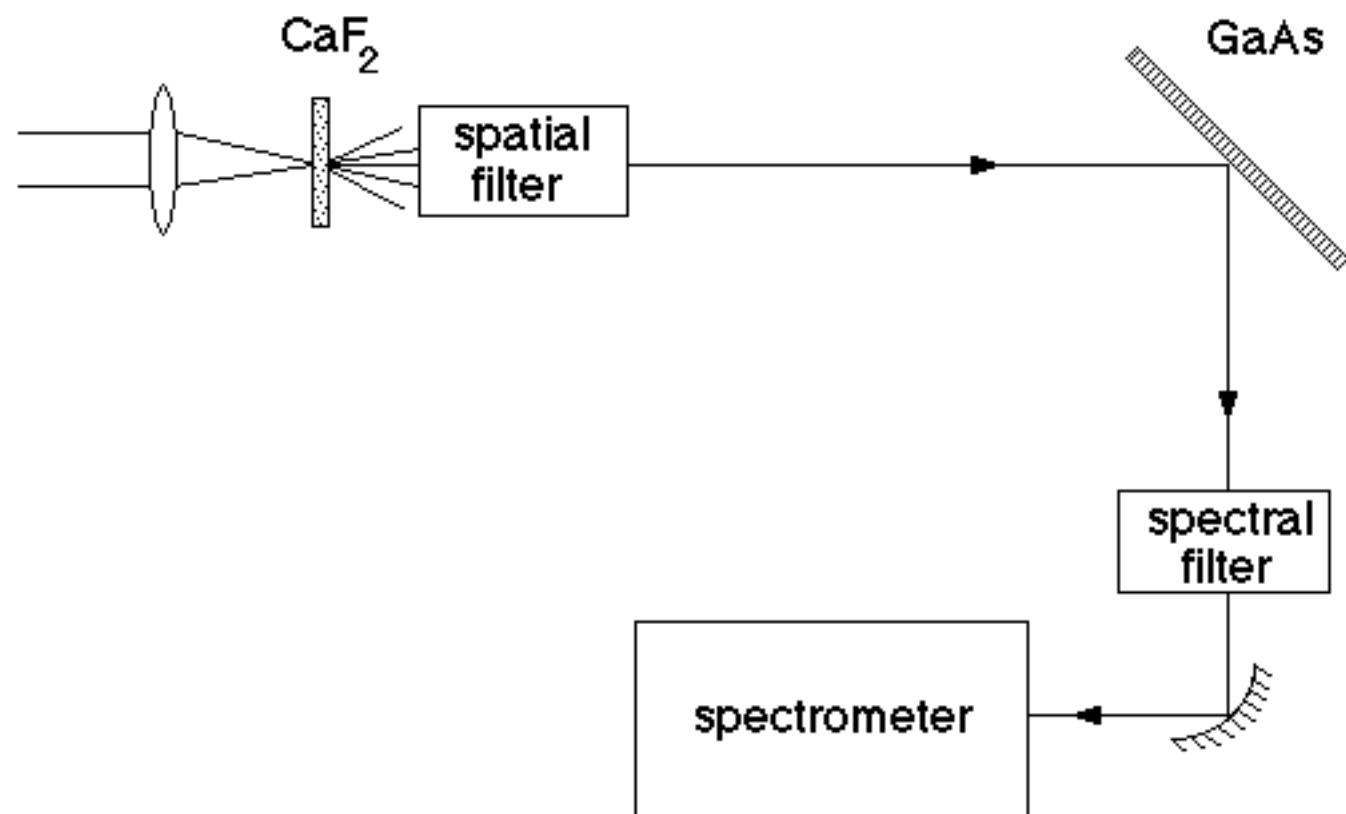 CaF2
GaAs
spatial
filter
spectral
filter
spectrometer